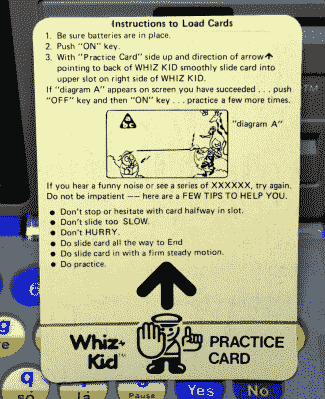 Instructions to Load Cards
1. Be sure batteries are in place.
2. Push "ON" key.
3. With "Practice Card" side up and direction of arrow
pointing to back of WHIZ KID smoothly slide card into
upper slot on right side of WHIZ KID.
If "diagram A" appears on screen you have succeeded . . . push
"OFF" key and then "ON" key . . . practice a few more times.
"diagram A"
If you hear a funny noise or see a series of XXXXXX, try again.
Do not be impatient —— here are a FEW TIPS TO HELP YOU.
● Don't stop or hesitate with card halfway in slot.
● Don't slide too SLOW.
● Don't HURRY.
● Do slide card all the way to End
● Do slide card in with a firm steady motion.
● Do practice.
Whiz-
Kid™
PRACTICE
CARD
q
g
só
lá
Pause
Yes
No